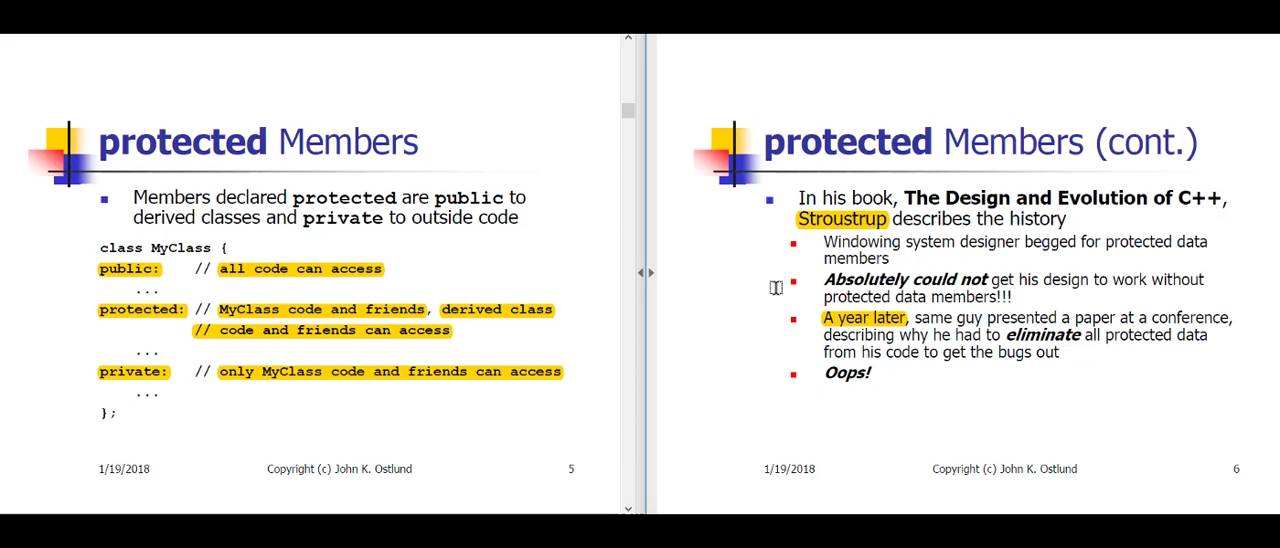 protected Members
Members declared protected are public to
derived classes and private to outside code
class MyClass {
public: // all code can access
...
protected: // MyClass code and friends, derived class
// code and friends can access
...
private: // only MyClass code and friends can access
...
};
1/19/2018 Copyright (c) John K. Ostlund 5
protected Members (cont.)
In his book, The Design and Evolution of C++,
Stroustrup describes the history
Windowing system designer begged for protected data
members
Absolutely could not get his design to work without
protected data members!!!
A year later, same guy presented a paper at a conference,
describing why he had to eliminate all protected data
from his code to get the bugs out
Oops!
1/19/2018 Copyright (c) John K. Ostlund 6